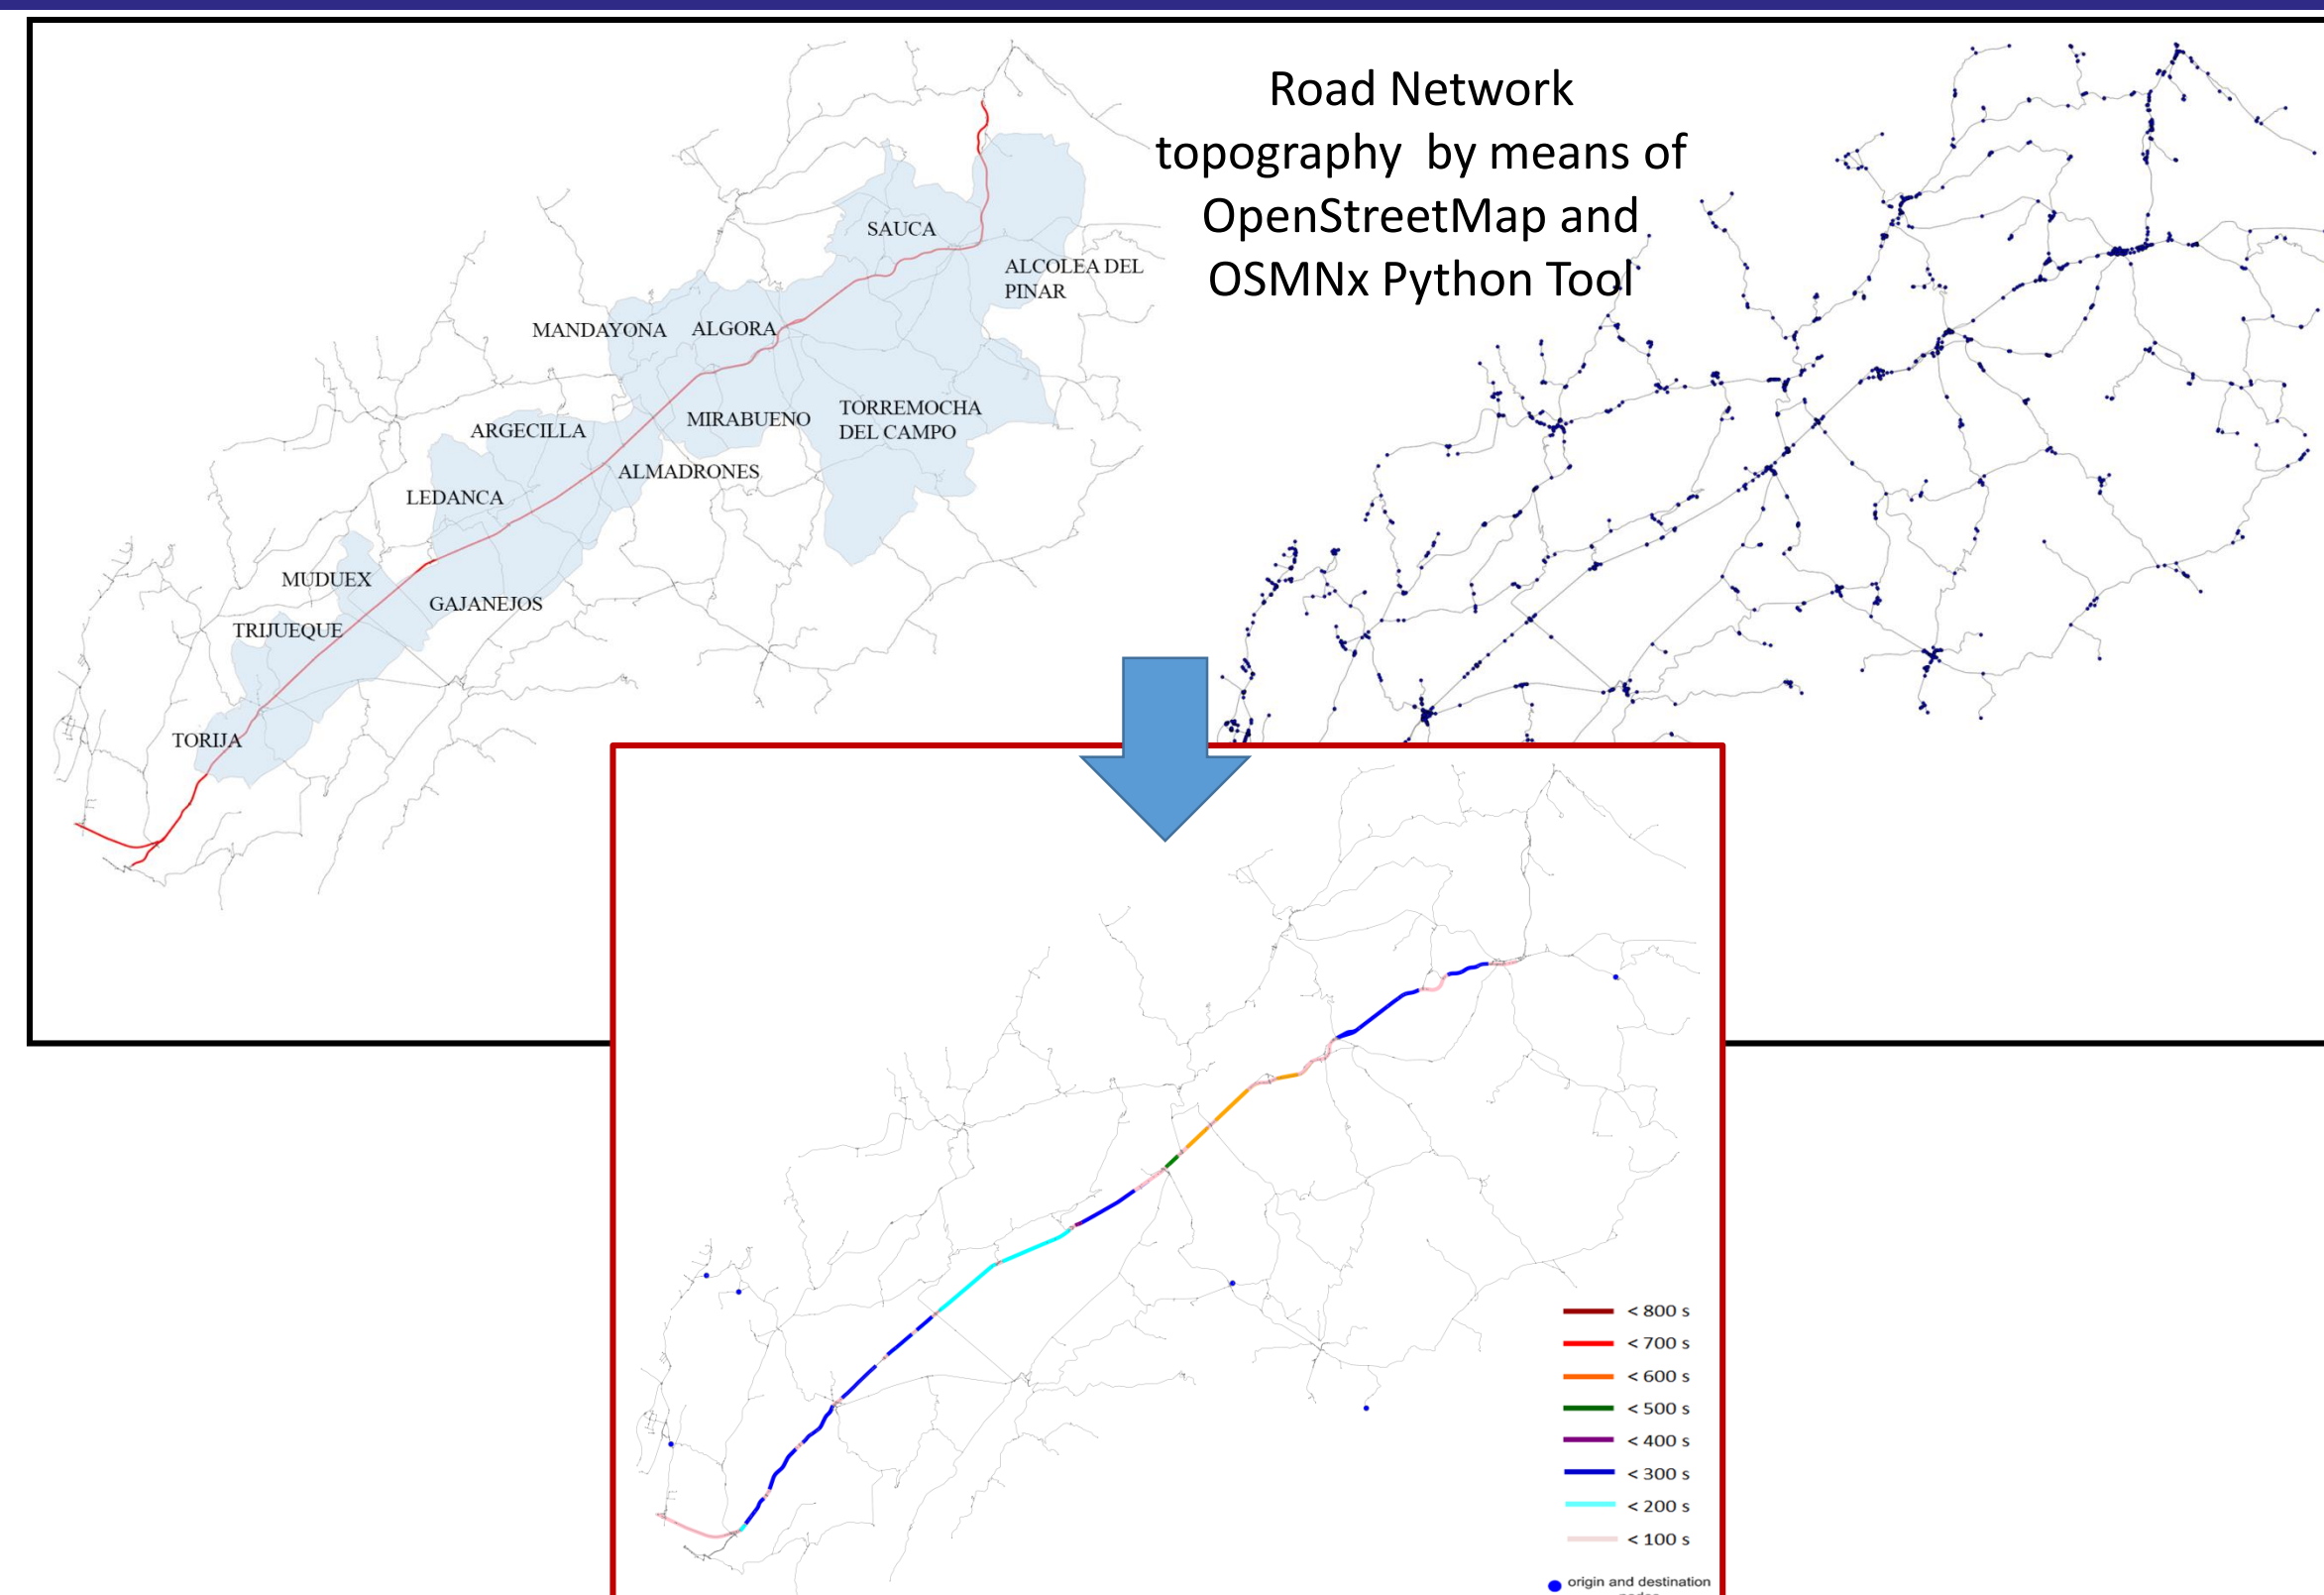 Road Network
topography by means of
OpenStreetMap and
OSMNx Python Tool
SAUCA
ALCOLEA DEL
PINAR
MANDAYONA
ALGORA
MIRABUENO
TORREMOCHA
DEL CAMPO
ARGECILLA
ALMADRONES
LEDANCA
MUDUEX
GAJANEJOS
TRIJUEQUE
TORIJA
< 800 s
< 700 s
< 600 s
< 500 s
< 400 s
< 300 s
< 200 s
< 100 s
origin and destination